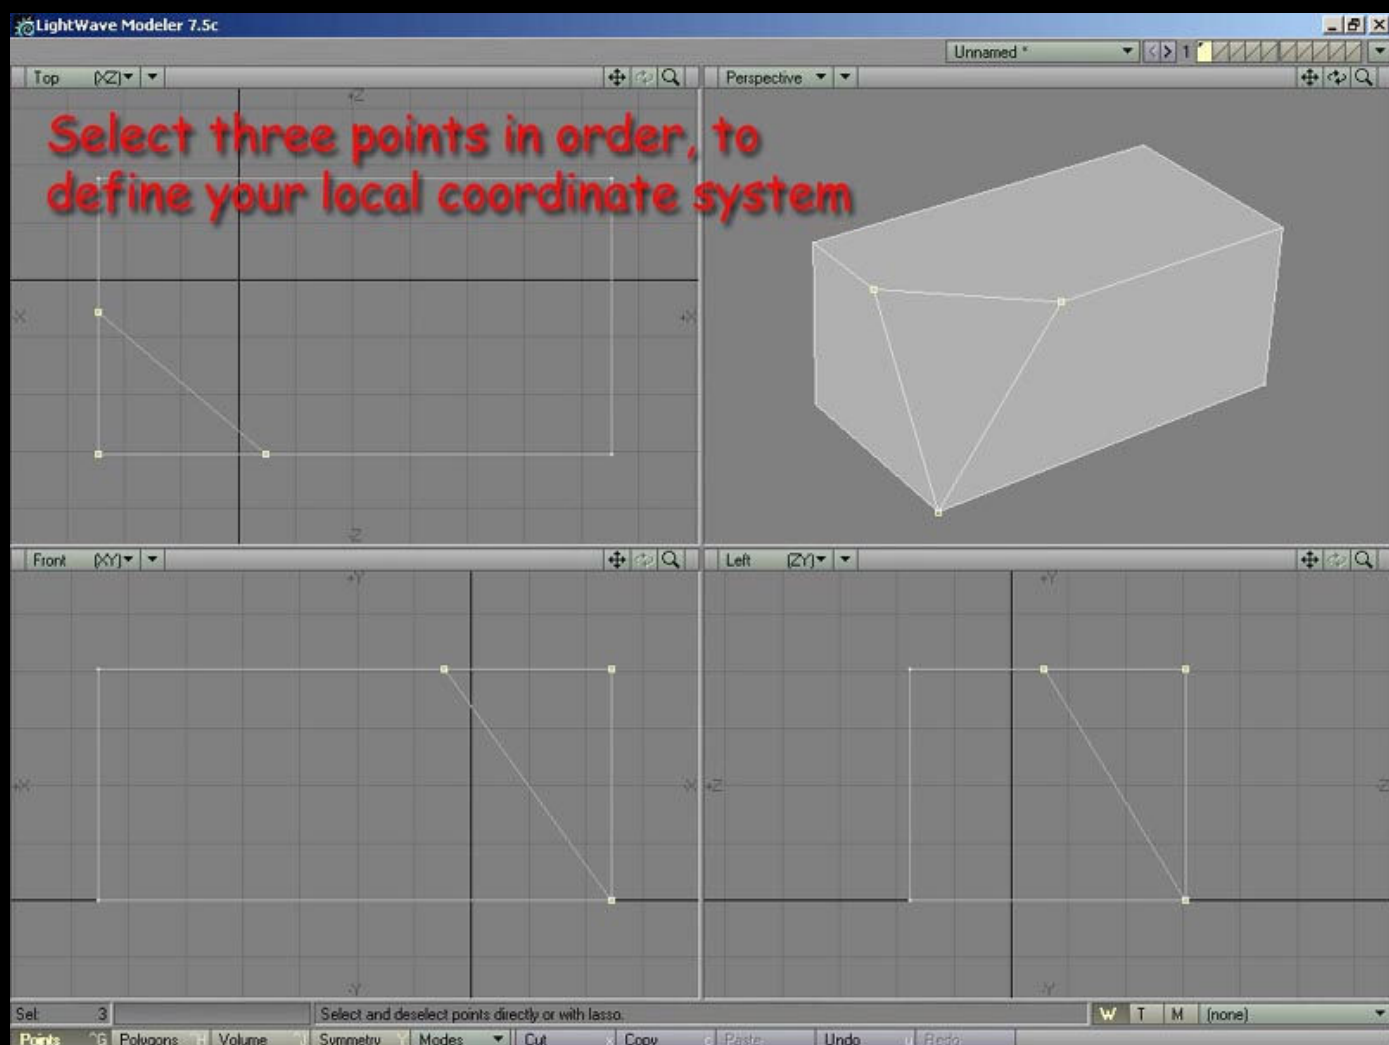 LightWave Modeler 7.5c
Unnamed * 1
Top (XZ)
Perspective
+Z
Select three points in order, to
define your local coordinate system
-X +X
-Z
Front (XY)
Left (ZY)
+Y +Y
+X -X +Z -Z
-Y -Y
Sel: 3 Select and deselect points directly or with lasso. W T M (none)
Points ^G Polygons ^H Volume ^J Symmetry Y Modes Cut x Copy c Paste Undo u Redo